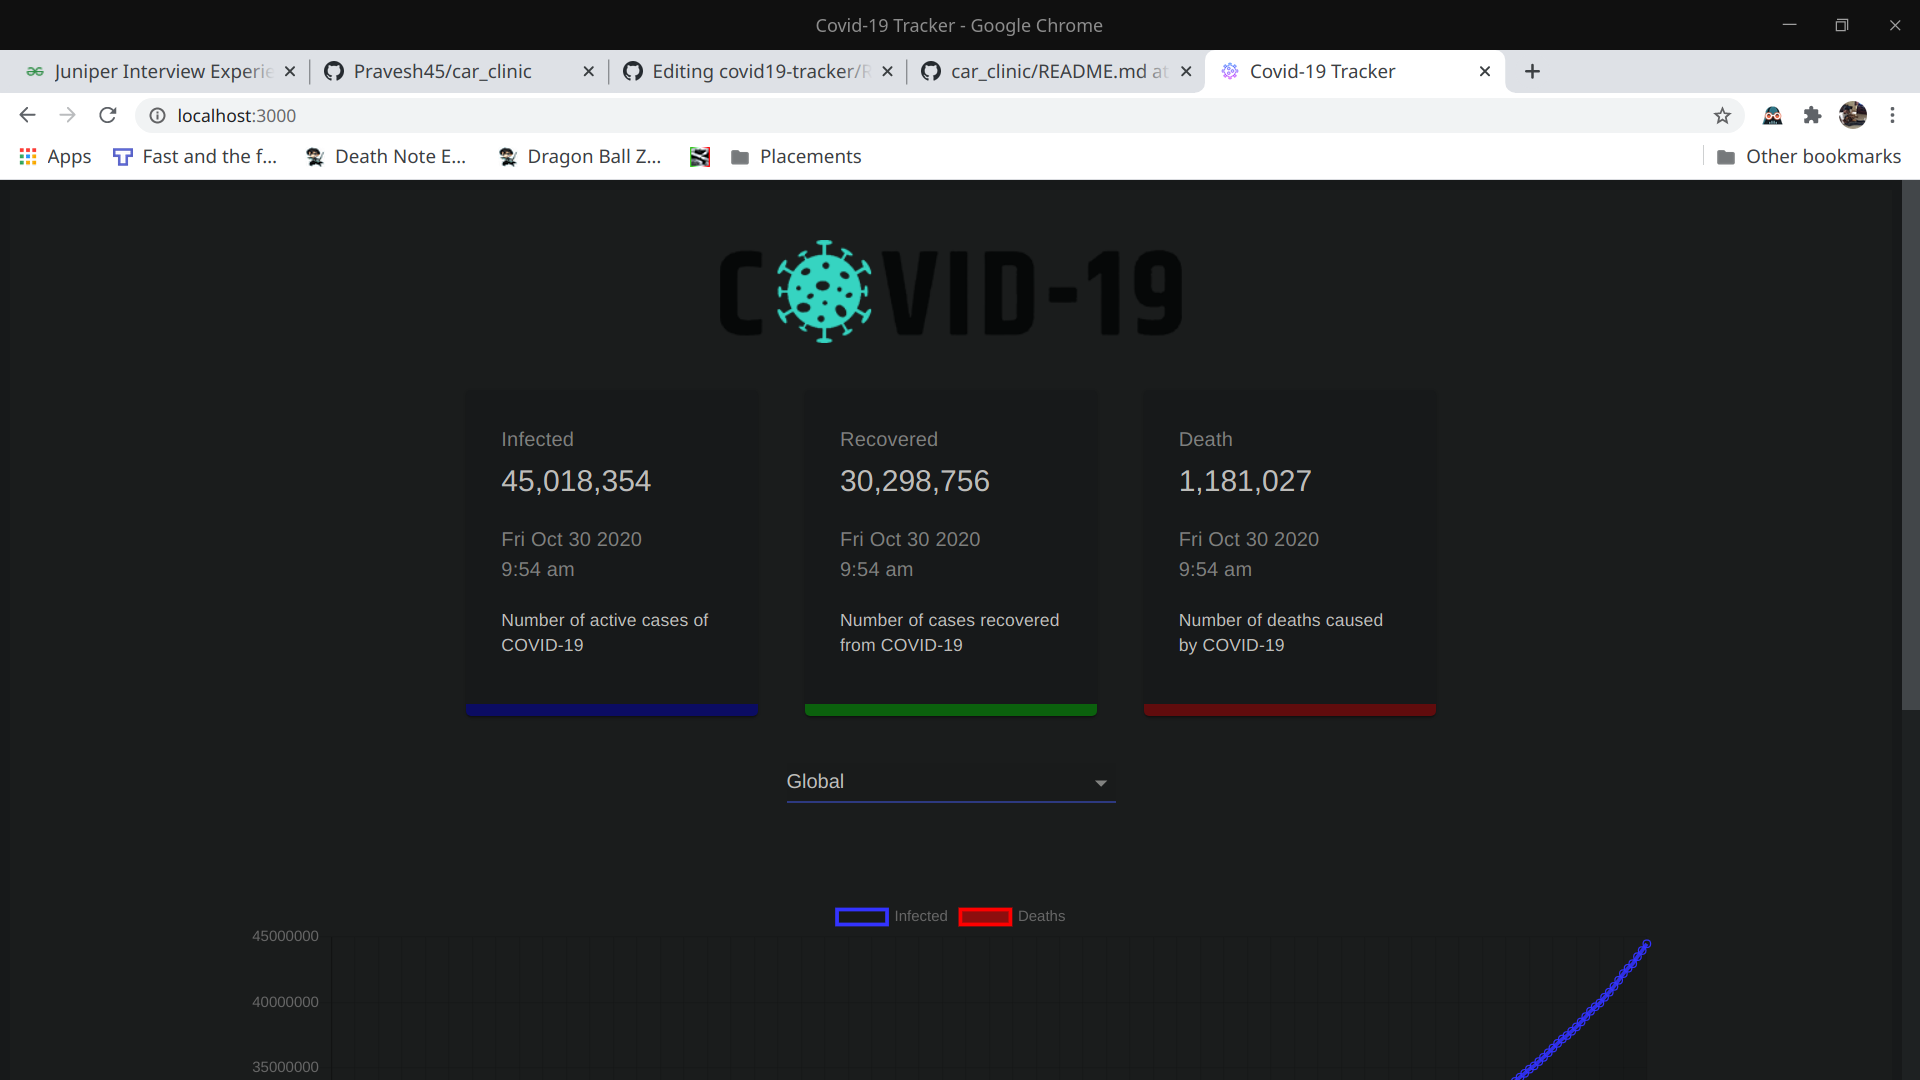 Covid-19 Tracker - Google Chrome
Juniper Interview Experie
Pravesh45/car_clinic
Editing covid19-tracker/R
car_clinic/README.md at
Covid-19 Tracker
localhost:3000
Apps
Fast and the f...
Death Note E...
Dragon Ball Z...
Placements
Other bookmarks
C VID-19
Infected
45,018,354
Fri Oct 30 2020
9:54 am
Number of active cases of
COVID-19
Recovered
30,298,756
Fri Oct 30 2020
9:54 am
Number of cases recovered
from COVID-19
Death
1,181,027
Fri Oct 30 2020
9:54 am
Number of deaths caused
by COVID-19
Global
Infected
Deaths
45000000
40000000
35000000